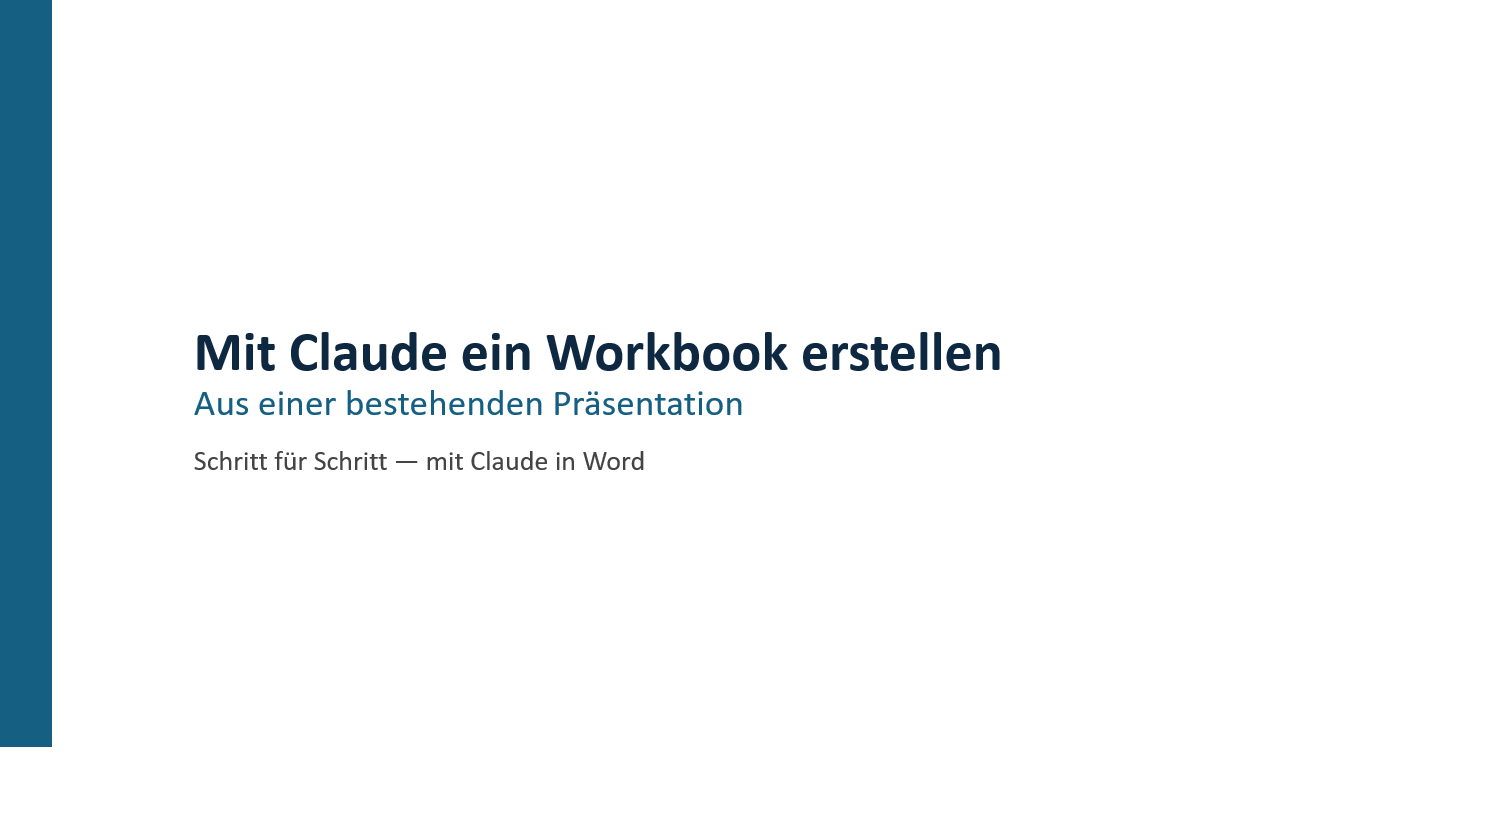 Mit Claude ein Workbook erstellen
Aus einer bestehenden Präsentation
Schritt für Schritt — mit Claude in Word